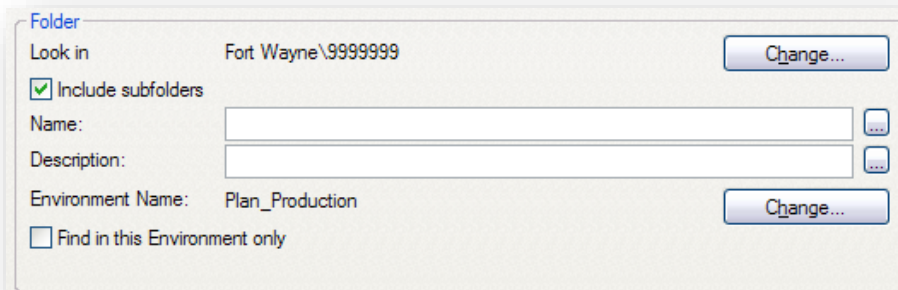 Folder
Look in Fort Wayne\9999999 Change...
Include subfolders
Name: ...
Description: ...
Environment Name: Plan_Production Change...
Find in this Environment only